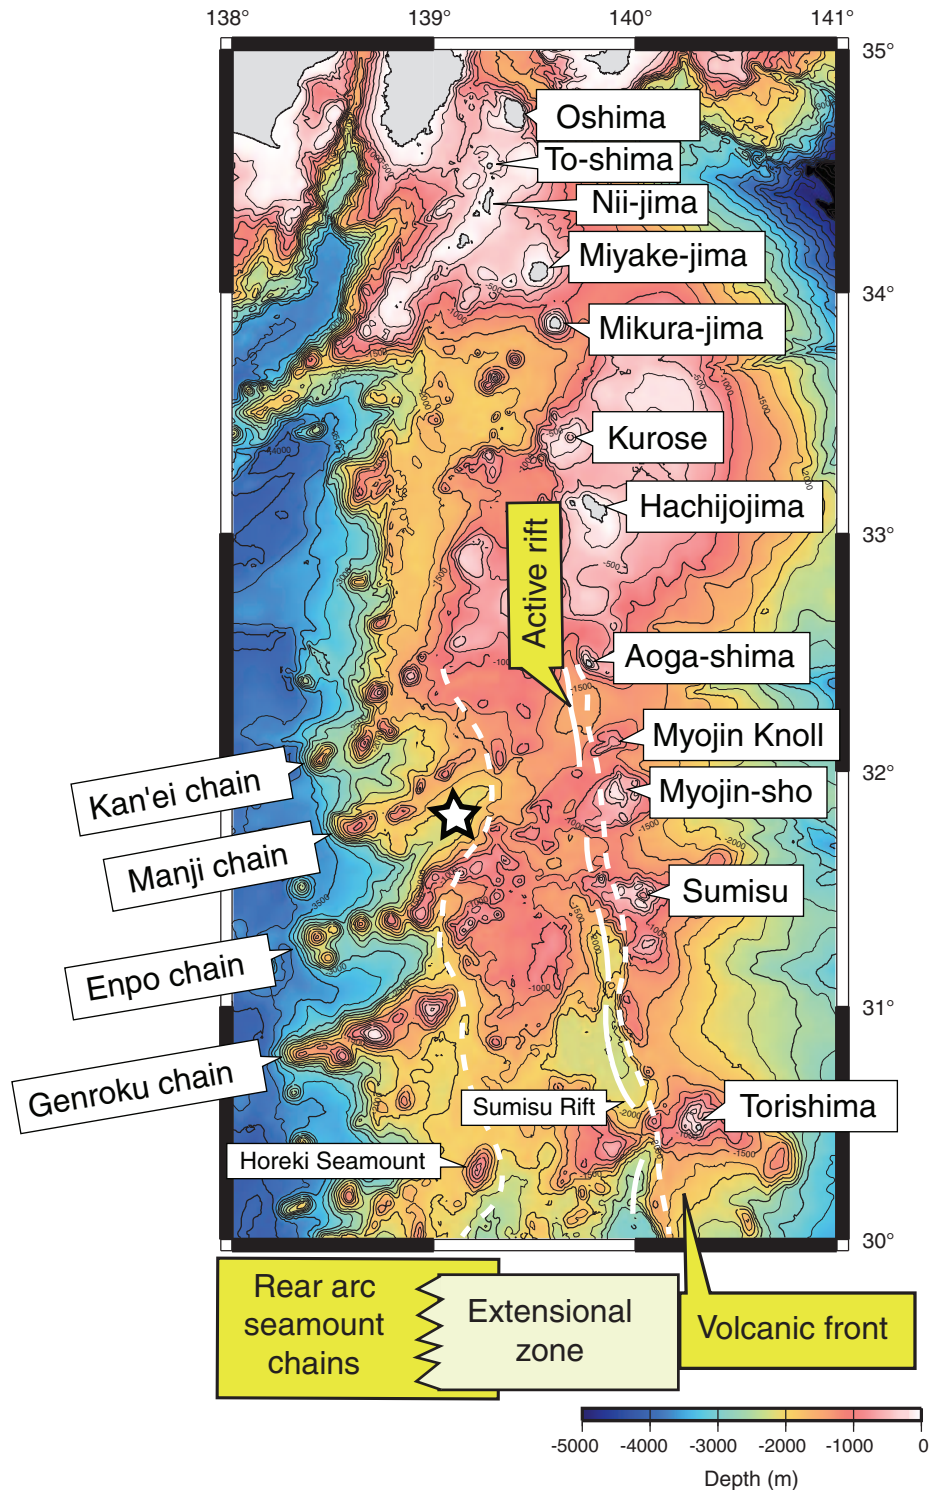 138° 139° 140° 141°
35°
Oshima
To-shima
Nii-jima
Miyake-jima
34°
Mikura-jima
Kurose
Hachijojima
33°
Active rift
Aoga-shima
Myojin Knoll
32°
Kan'ei chain
Myojin-sho
Manji chain
Sumisu
Enpo chain
31°
Genroku chain
Sumisu Rift
Torishima
Horeki Seamount
30°
Rear arc
seamount
chains
Extensional
zone
Volcanic front
-5000 -4000 -3000 -2000 -1000 0
Depth (m)